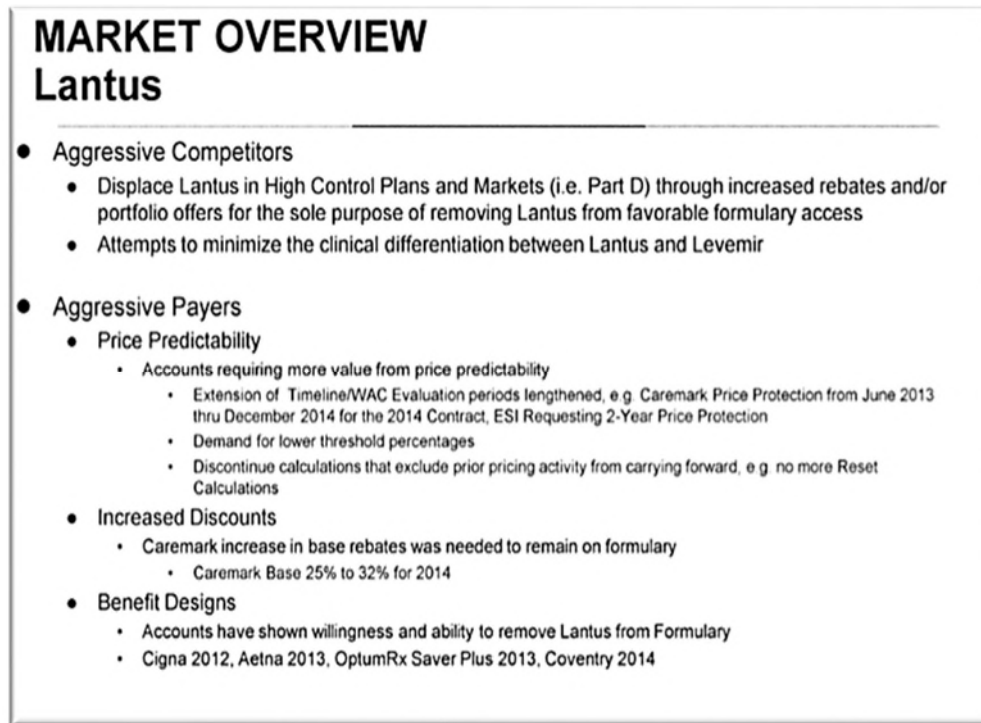 MARKET OVERVIEW
Lantus
● Aggressive Competitors
● Displace Lantus in High Control Plans and Markets (i.e. Part D) through increased rebates and/or
portfolio offers for the sole purpose of removing Lantus from favorable formulary access
● Attempts to minimize the clinical differentiation between Lantus and Levemir
● Aggressive Payers
● Price Predictability
• Accounts requiring more value from price predictability
• Extension of Timeline/WAC Evaluation periods lengthened, e.g. Caremark Price Protection from June 2013
thru December 2014 for the 2014 Contract, ESI Requesting 2-Year Price Protection
• Demand for lower threshold percentages
• Discontinue calculations that exclude prior pricing activity from carrying forward, e.g. no more Reset
Calculations
● Increased Discounts
• Caremark increase in base rebates was needed to remain on formulary
• Caremark Base 25% to 32% for 2014
● Benefit Designs
• Accounts have shown willingness and ability to remove Lantus from Formulary
• Cigna 2012, Aetna 2013, OptumRx Saver Plus 2013, Coventry 2014